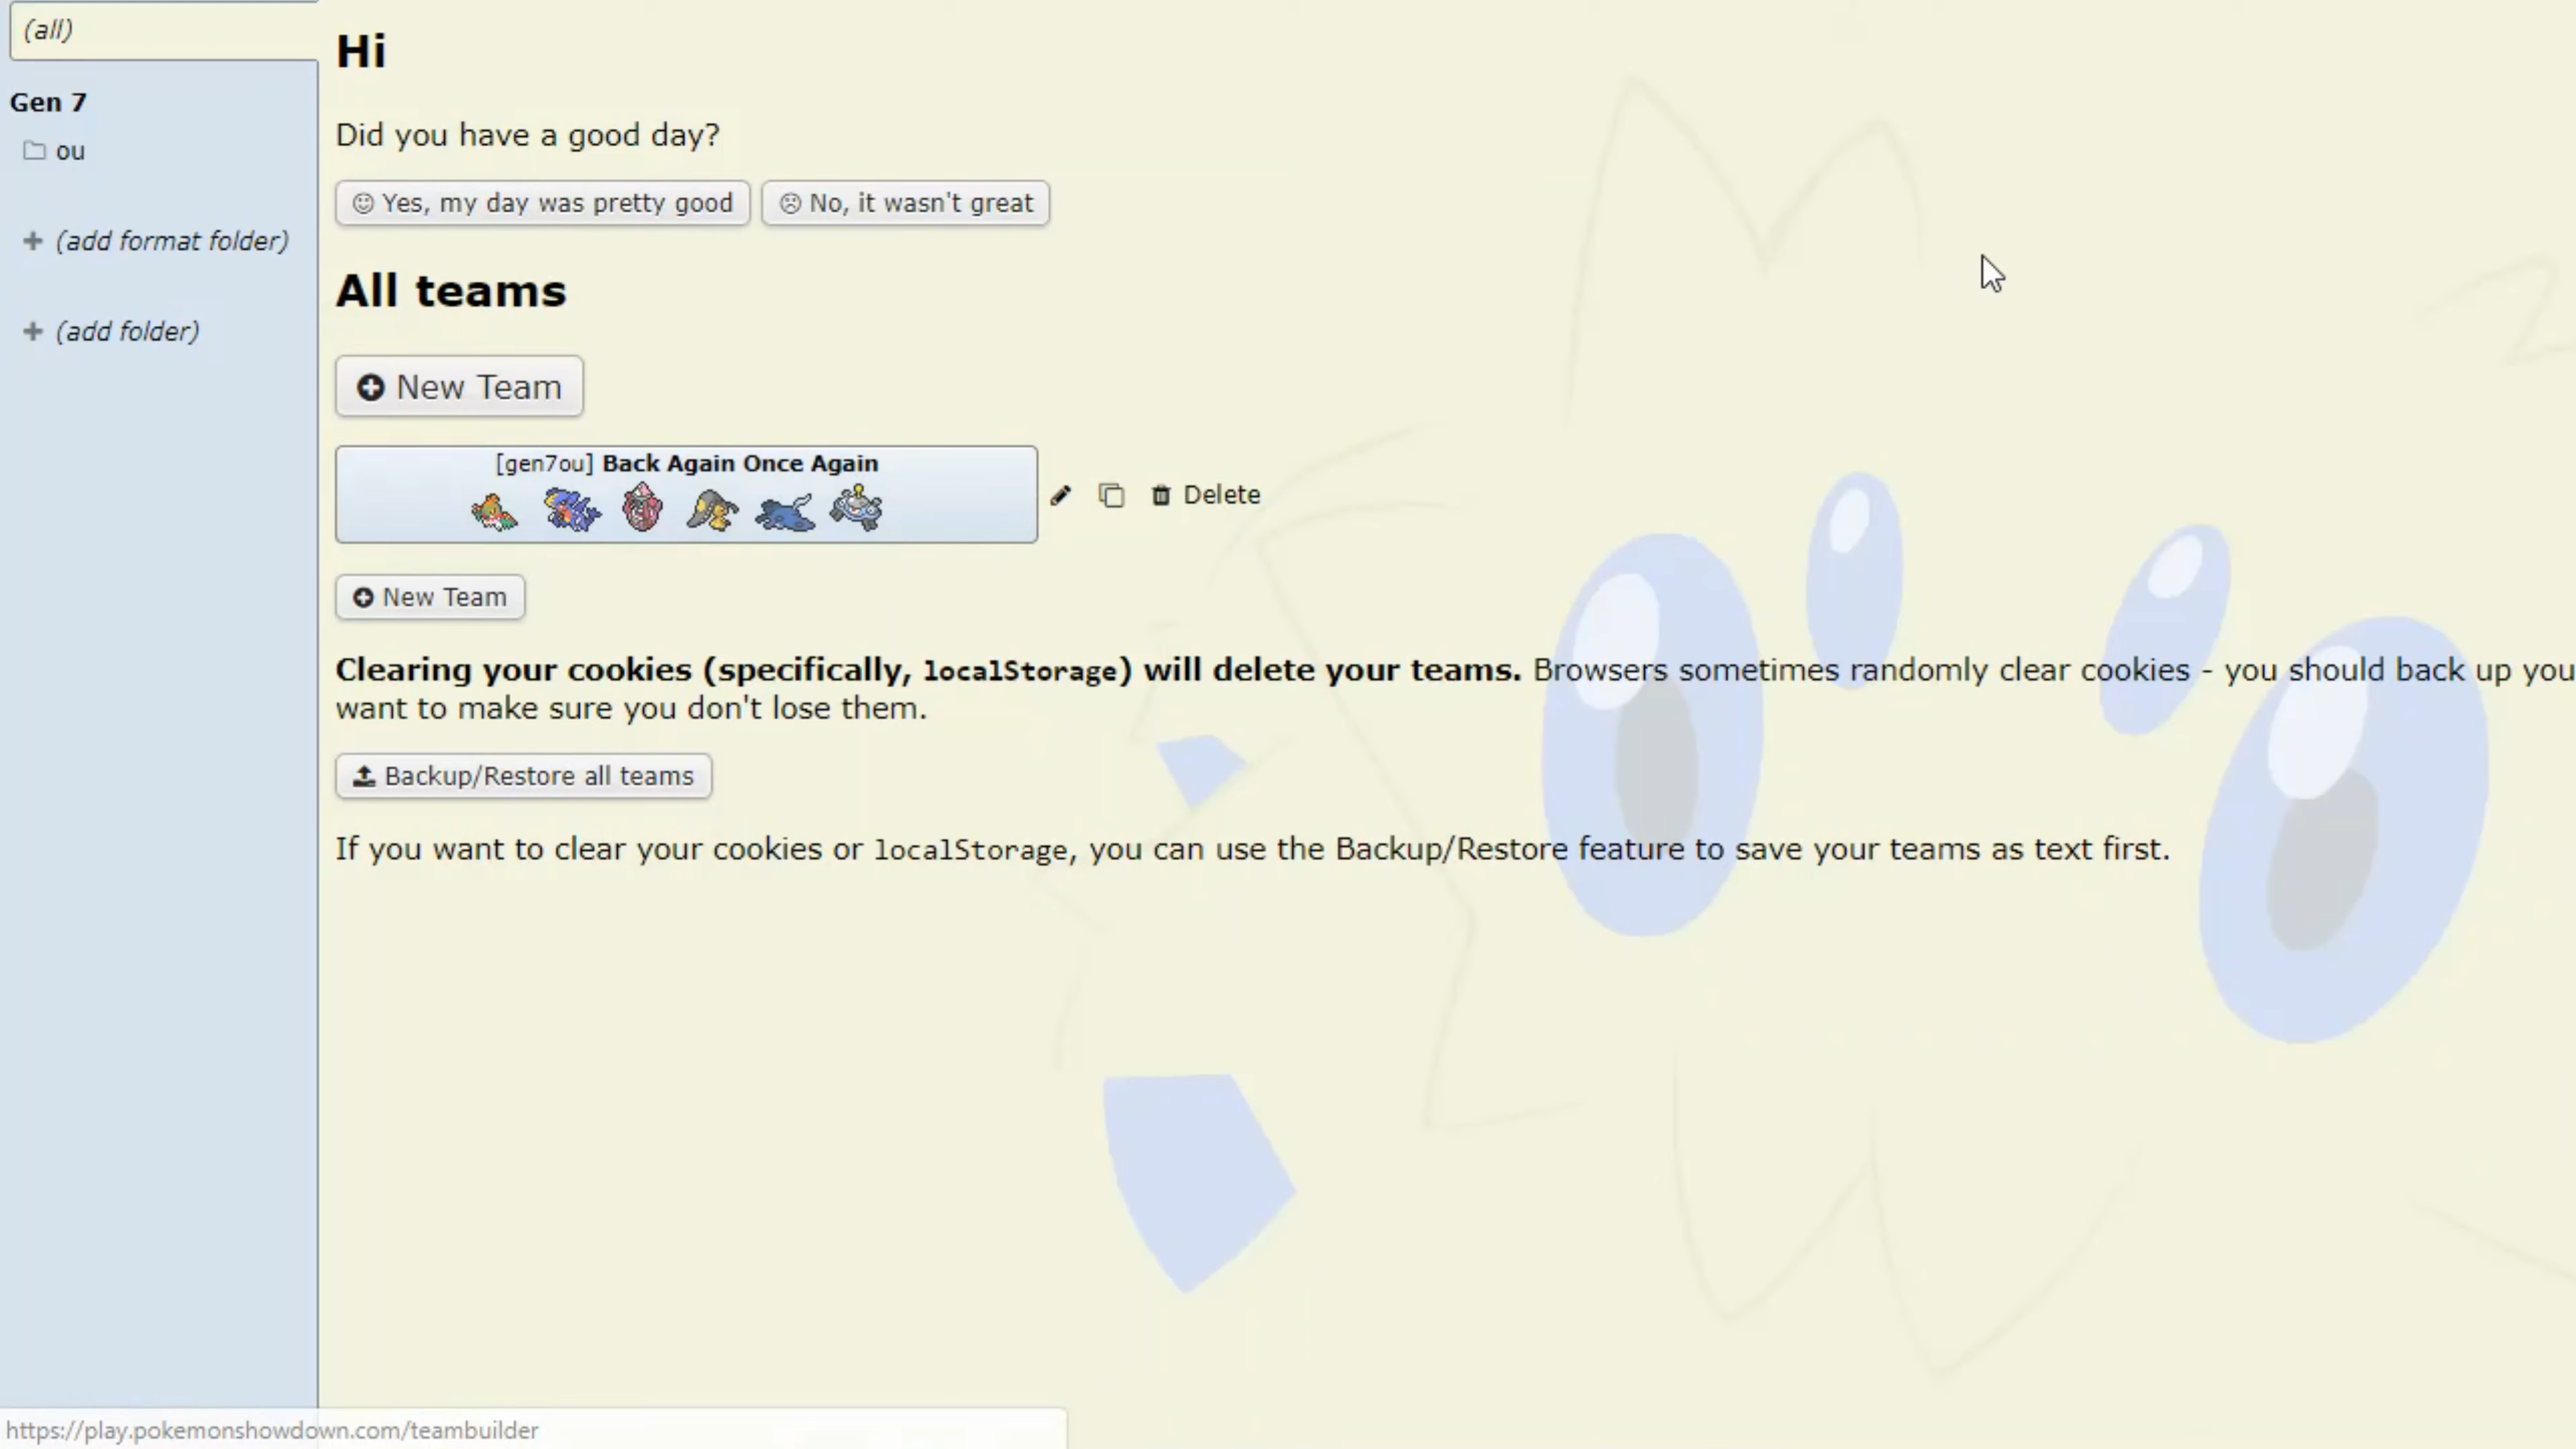 (all)
Gen 7
ou
(add format folder)
(add folder)
Hi
Did you have a good day?
Yes, my day was pretty good
No, it wasn't great
All teams
New Team
[gen7ou] Back Again Once Again
Delete
New Team
Clearing your cookies (specifically, localStorage) will delete your teams. Browsers sometimes randomly clear cookies - you should back up you
want to make sure you don't lose them.
Backup/Restore all teams
If you want to clear your cookies or localStorage, you can use the Backup/Restore feature to save your teams as text first.
https://play.pokemonshowdown.com/teambuilder